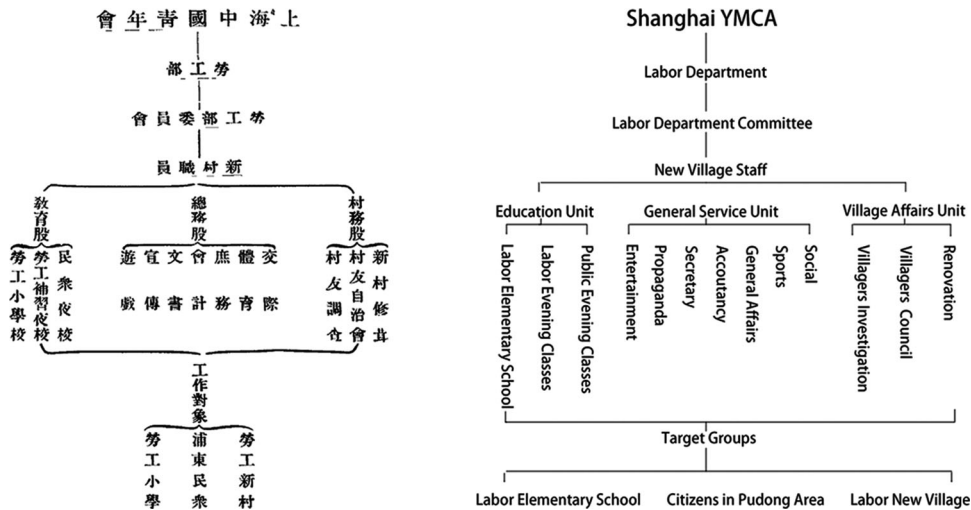 上海中國青年會
勞工部
勞工部委員會
新村職員
村務股
總務股
敎育股
新村修葺
村友自治會
村友調查
交際
體育
庶務
會計
文書
宣傳
遊戲
民衆夜校
勞工補習夜校
勞工小學校
工作對象
勞工新村
浦東民衆
勞工小學
Shanghai YMCA
Labor Department
Labor Department Committee
New Village Staff
Education Unit
General Service Unit
Village Affairs Unit
Labor Elementary School
Labor Evening Classes
Public Evening Classes
Entertainment
Propaganda
Secretary
Accoutancy
General Affairs
Sports
Social
Villagers Investigation
Villagers Council
Renovation
Target Groups
Labor Elementary School
Citizens in Pudong Area
Labor New Village